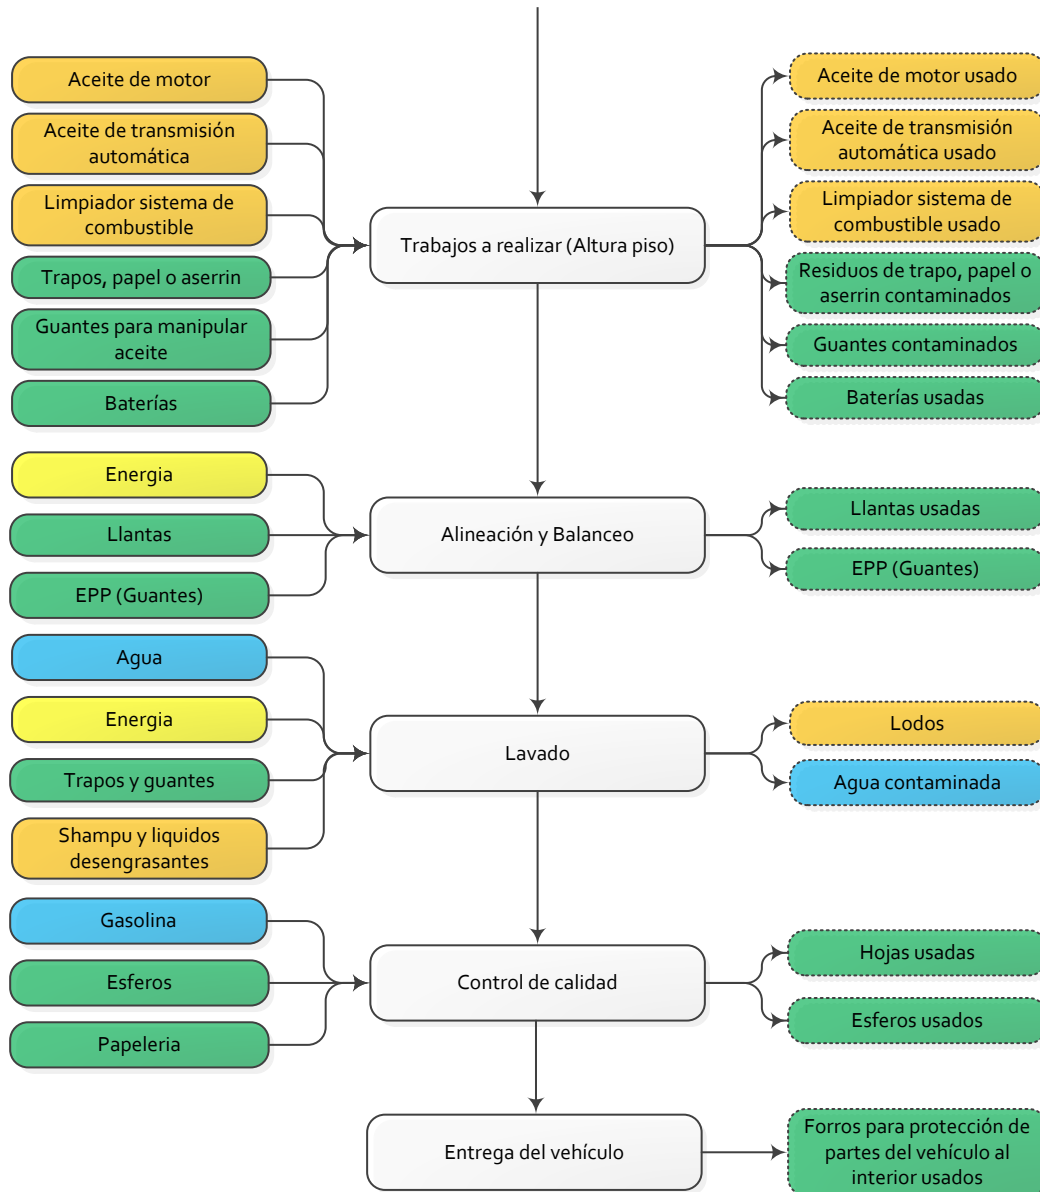 Aceite de motor
Aceite de transmisión
automática
Limpiador sistema de
combustible
Trapos, papel o aserrin
Guantes para manipular
aceite
Baterías
Trabajos a realizar (Altura piso)
Aceite de motor usado
Aceite de transmisión
automática usado
Limpiador sistema de
combustible usado
Residuos de trapo, papel o
aserrin contaminados
Guantes contaminados
Baterías usadas
Energia
Llantas
EPP (Guantes)
Alineación y Balanceo
Llantas usadas
EPP (Guantes)
Agua
Energia
Trapos y guantes
Shampu y liquidos
desengrasantes
Lavado
Lodos
Agua contaminada
Gasolina
Esferos
Papeleria
Control de calidad
Hojas usadas
Esferos usados
Entrega del vehículo
Forros para protección de
partes del vehículo al
interior usados